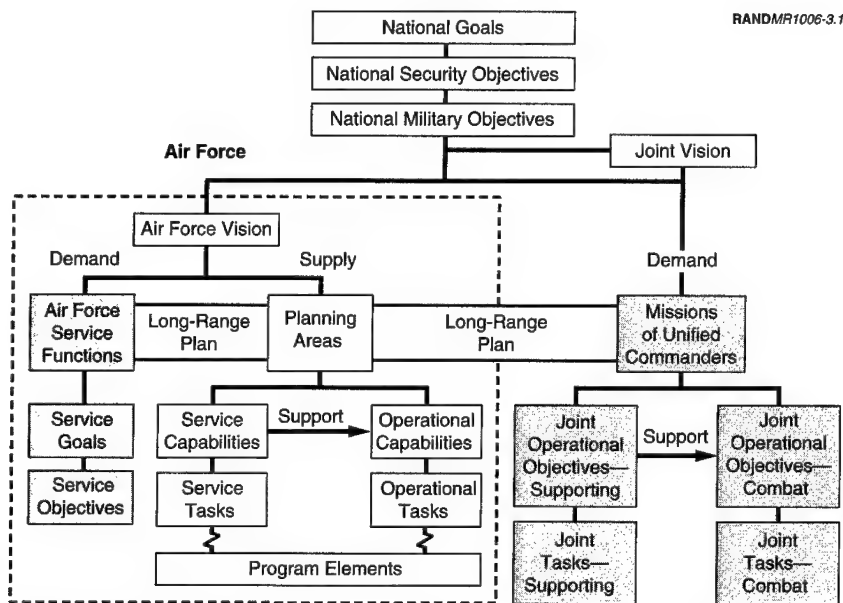 RANDMR1006-3.1
National Goals
National Security Objectives
National Military Objectives
Air Force
Joint Vision
Air Force Vision
Demand
Supply
Demand
Air Force
Service
Functions
Long-Range
Plan
Planning
Areas
Long-Range
Plan
Missions
of Unified
Commanders
Service
Goals
Service
Capabilities
Support
Operational
Capabilities
Joint
Operational
Objectives—
Supporting
Support
Joint
Operational
Objectives—
Combat
Service
Objectives
Service
Tasks
Operational
Tasks
Joint
Tasks—
Supporting
Joint
Tasks—
Combat
Program Elements